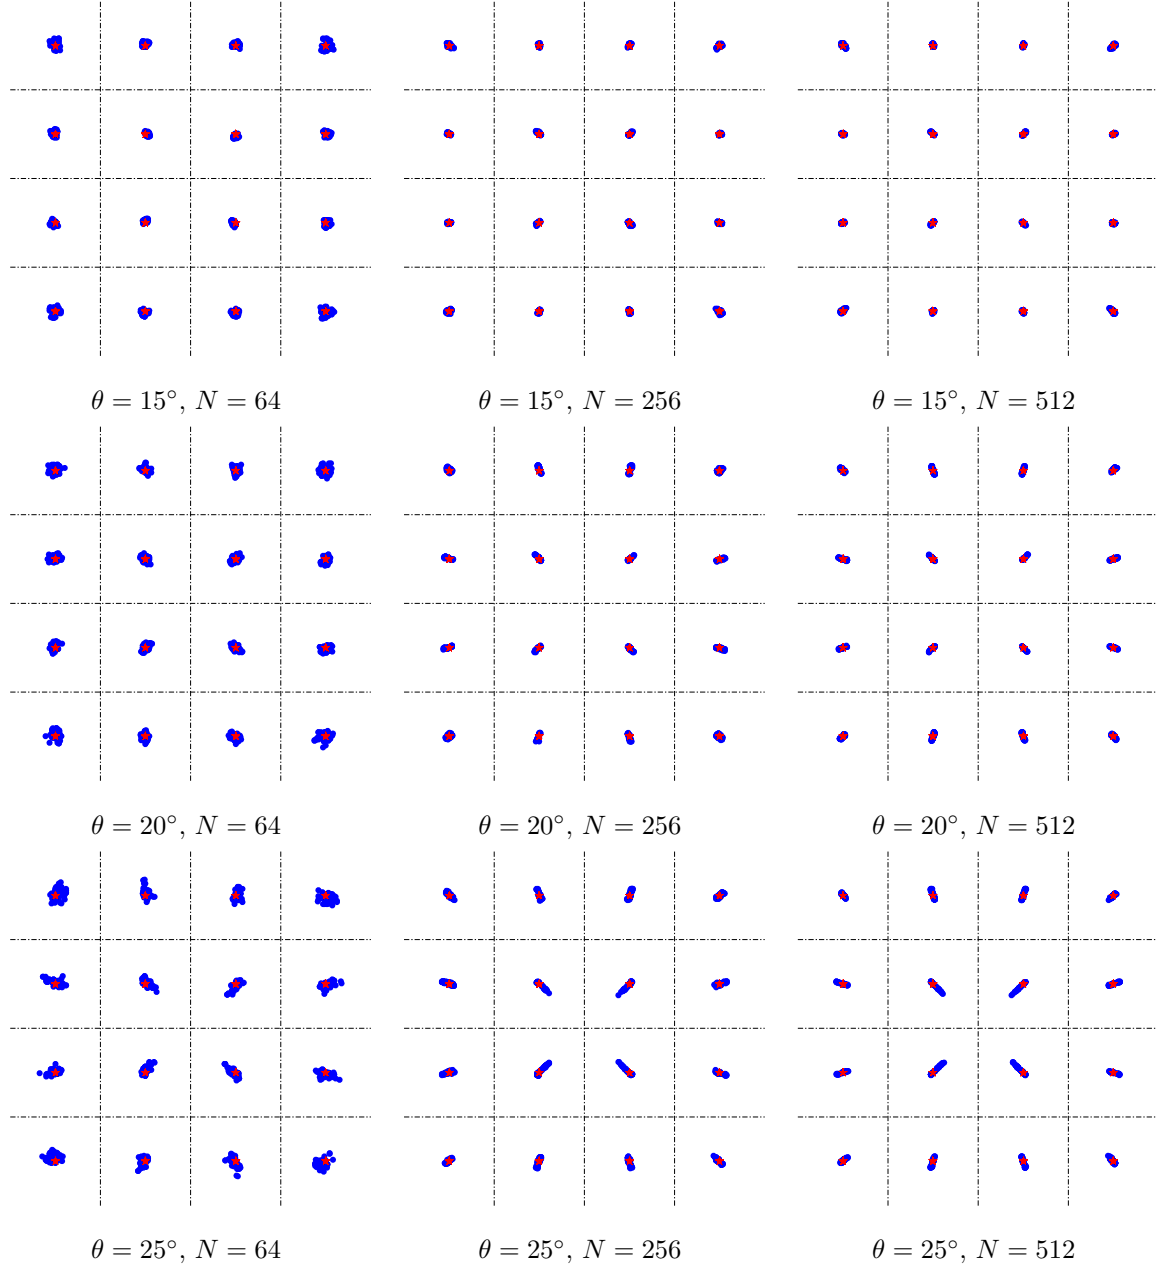 θ = 15°, N = 64
θ = 15°, N = 256
θ = 15°, N = 512
θ = 20°, N = 64
θ = 20°, N = 256
θ = 20°, N = 512
θ = 25°, N = 64
θ = 25°, N = 256
θ = 25°, N = 512